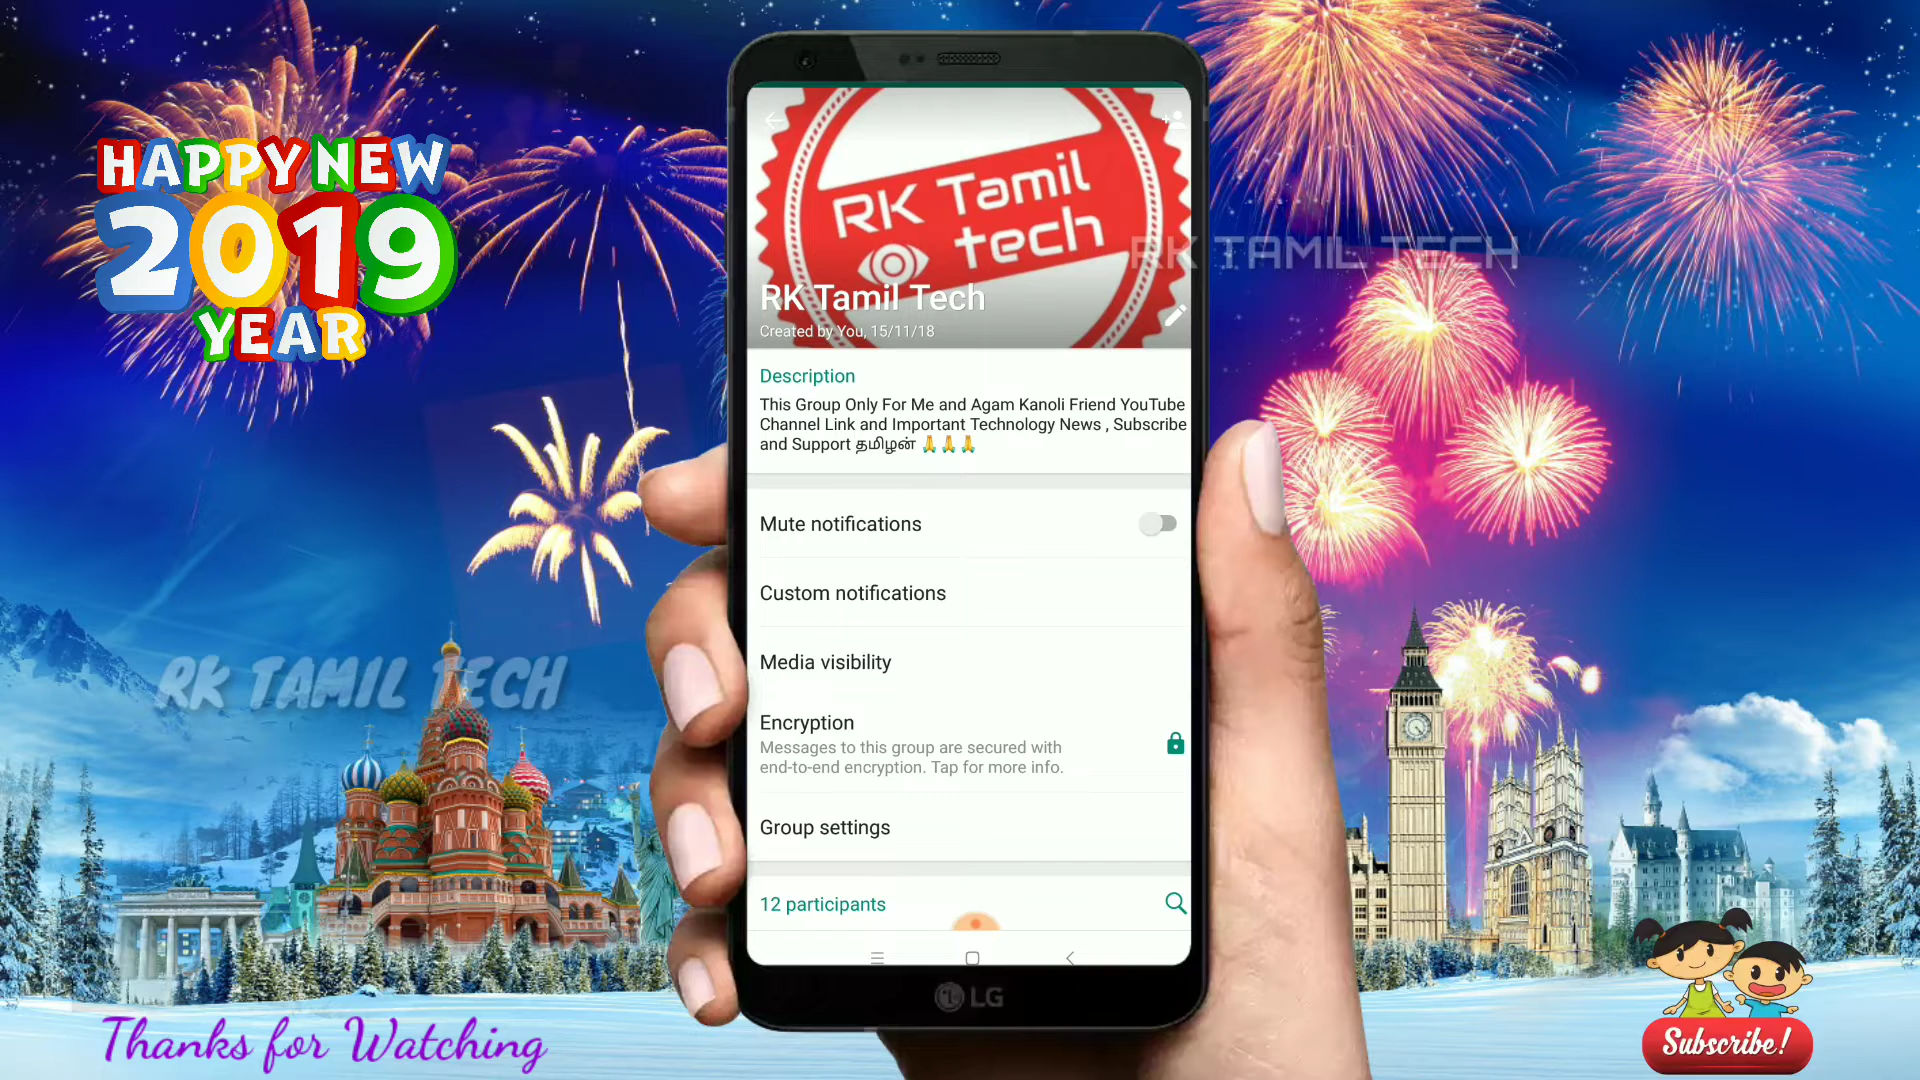 HAPPY NEW
2019
YEAR
RK Tamil
tech
RK TAMIL TECH
RK Tamil Tech
Created by You, 15/11/18
Description
This Group Only For Me and Agam Kanoli Friend YouTube
Channel Link and Important Technology News , Subscribe
and Support தமிழன் 🙏🙏🙏
Mute notifications
Custom notifications
Media visibility
RK TAMIL TECH
Encryption
Messages to this group are secured with
end-to-end encryption. Tap for more info.
Group settings
12 participants
LG
Thanks for Watching
Subscribe!